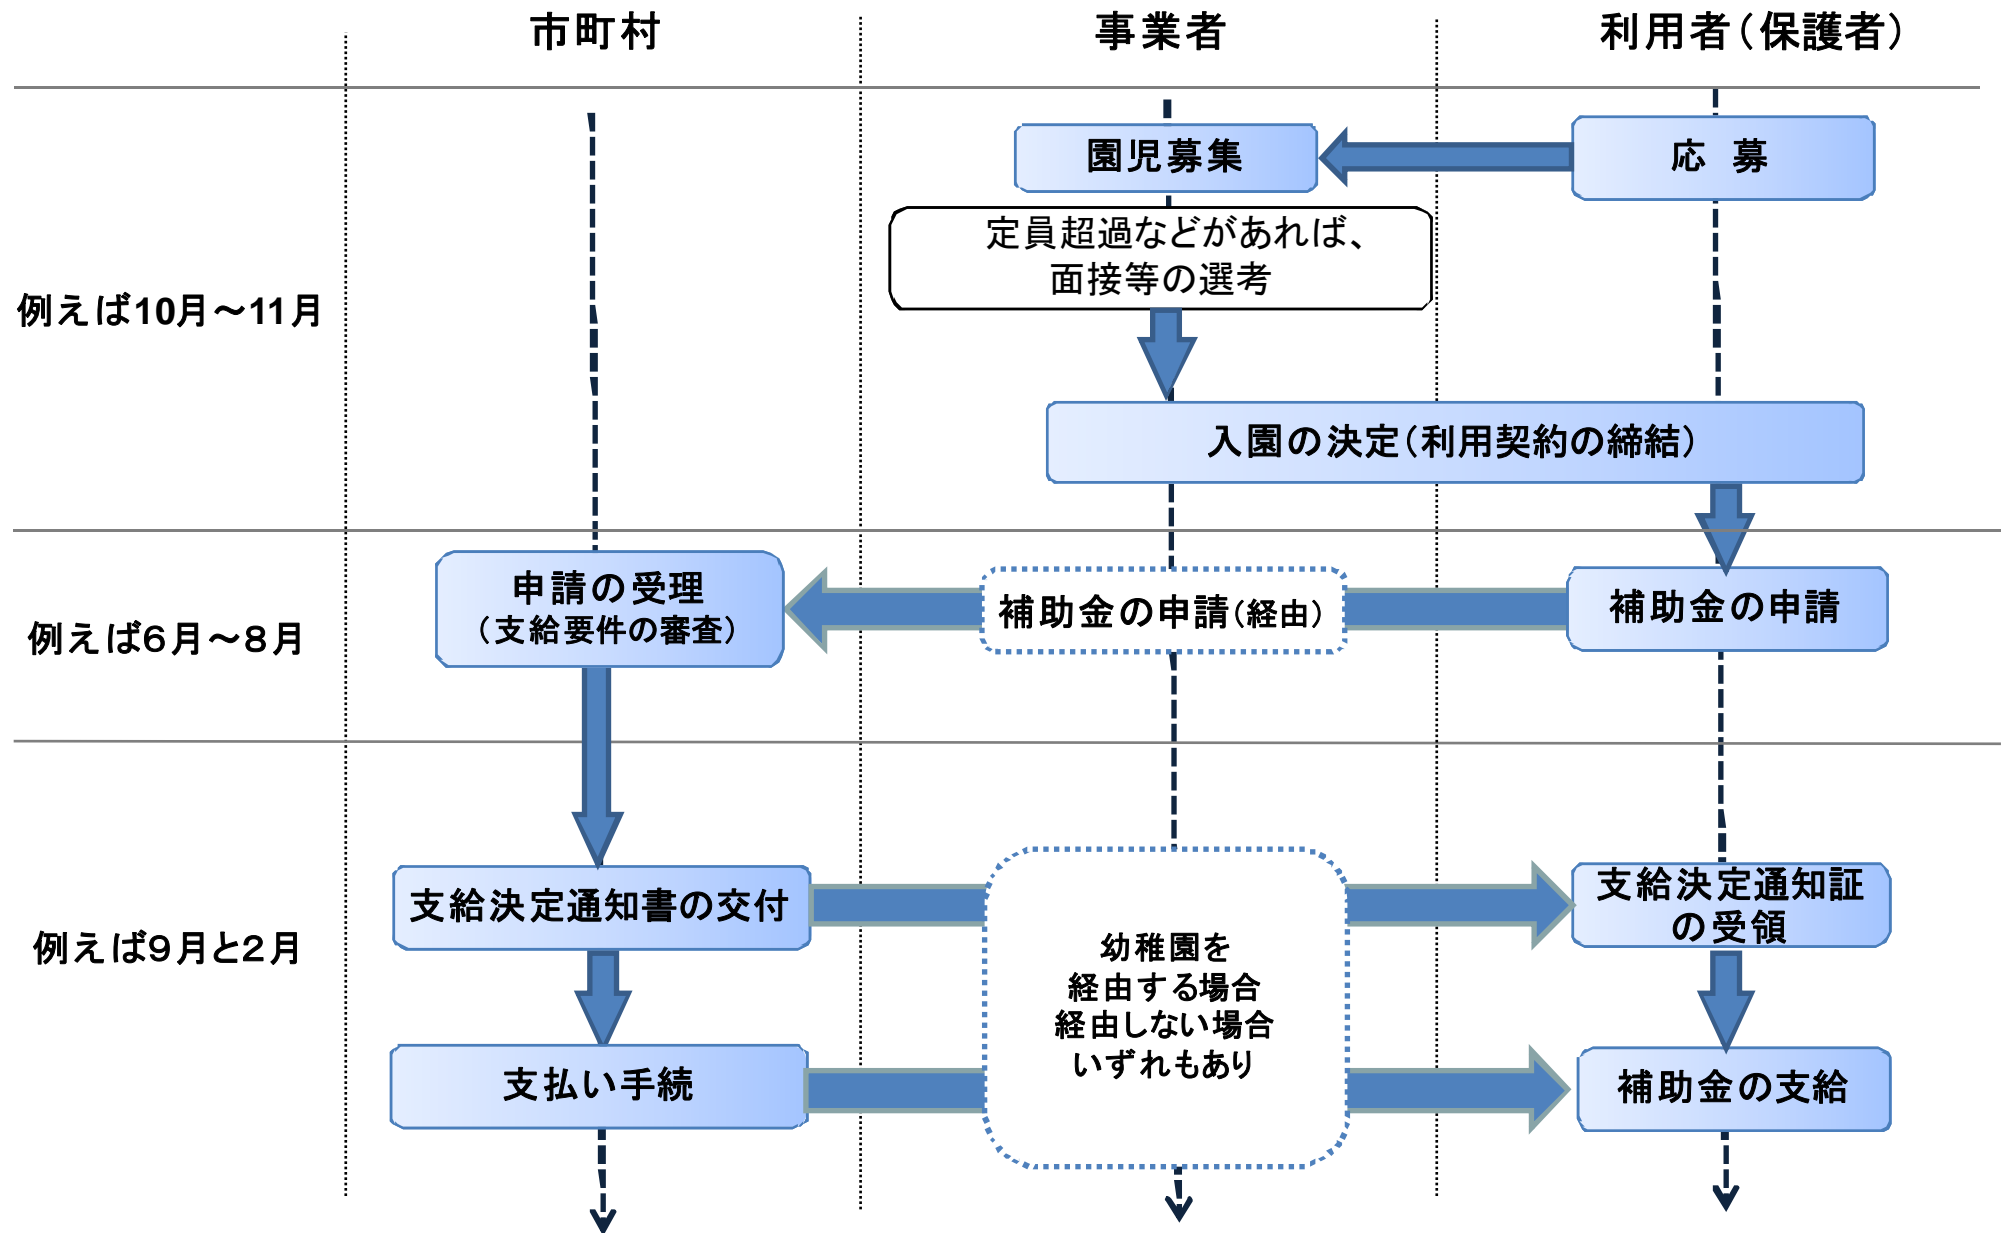 市町村
事業者
利用者（保護者）
例えば10月～11月
園児募集
応　募
定員超過などがあれば、
面接等の選考
入園の決定（利用契約の締結）
例えば６月～８月
申請の受理
（支給要件の審査）
補助金の申請（経由）
補助金の申請
例えば９月と２月
支給決定通知書の交付
幼稚園を
経由する場合
経由しない場合
いずれもあり
支給決定通知証
の受領
支払い手続
補助金の支給